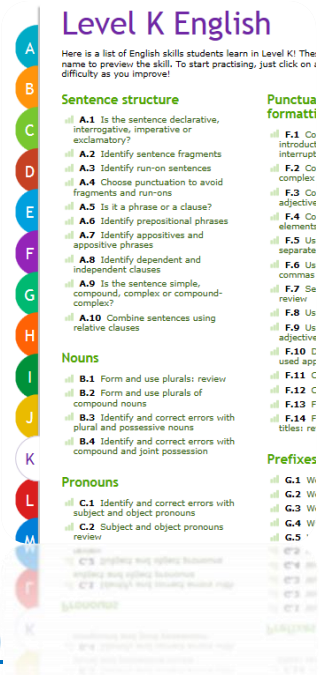 Level K English
Here is a list of English skills students learn in Level K!
name to preview the skill. To start practising, just click on
difficulty as you improve!
A
B
C
D
E
F
G
H
I
J
K
L
M
Sentence structure
A.1 Is the sentence declarative,
interrogative, imperative or
exclamatory?
A.2 Identify sentence fragments
A.3 Identify run-on sentences
A.4 Choose punctuation to avoid
fragments and run-ons
A.5 Is it a phrase or a clause?
A.6 Identify prepositional phrases
A.7 Identify appositives and
appositive phrases
A.8 Identify dependent and
independent clauses
A.9 Is the sentence simple,
compound, complex or compound-
complex?
A.10 Combine sentences using
relative clauses
Nouns
B.1 Form and use plurals: review
B.2 Form and use plurals of
compound nouns
B.3 Identify and correct errors with
plural and possessive nouns
B.4 Identify and correct errors with
compound and joint possession
Pronouns
C.1 Identify and correct errors with
subject and object pronouns
C.2 Subject and object pronouns
review
Punctua
formatti
F.1 Co
introduct
interrupt
F.2 Co
complex
F.3 Co
adjective
F.4 Co
elements
F.5 Us
separate
F.6 Us
commas
F.7 Se
review
F.8 Us
F.9 Us
adjective
F.10 D
used app
F.11 C
F.12 C
F.13 F
F.14 F
titles: re
Prefixes
G.1 Wo
G.2 Wo
G.3 Wo
G.4 W
G.5